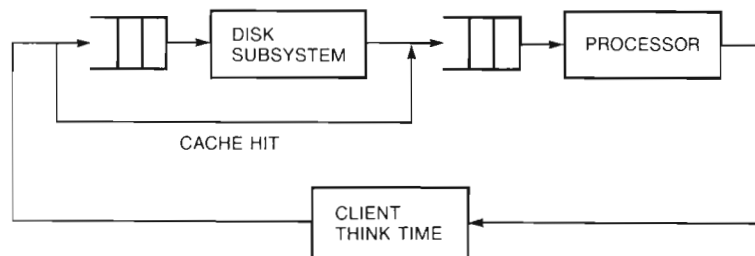 DISK
SUBSYSTEM
PROCESSOR
CACHE HIT
CLIENT
THINK TIME